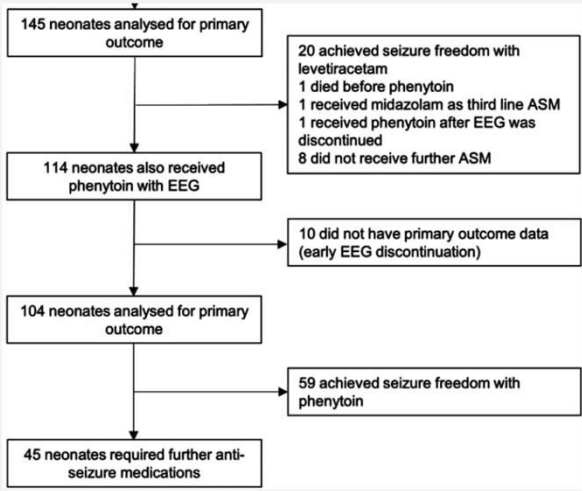 145 neonates analysed for primary
outcome
20 achieved seizure freedom with
levetiracetam
1 died before phenytoin
1 received midazolam as third line ASM
1 received phenytoin after EEG was
discontinued
8 did not receive further ASM
114 neonates also received
phenytoin with EEG
10 did not have primary outcome data
(early EEG discontinuation)
104 neonates analysed for primary
outcome
59 achieved seizure freedom with
phenytoin
45 neonates required further anti-
seizure medications